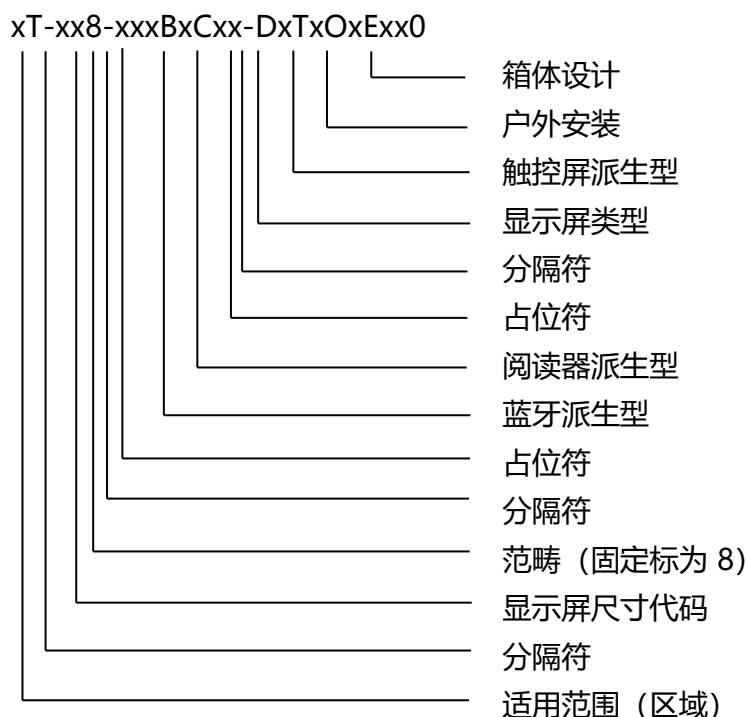 xT-xx8-xxxBxCxx-DxTxOxExx0
箱体设计
户外安装
触控屏派生型
显示屏类型
分隔符
占位符
阅读器派生型
蓝牙派生型
占位符
分隔符
范畴（固定标为 8）
显示屏尺寸代码
分隔符
适用范围（区域）